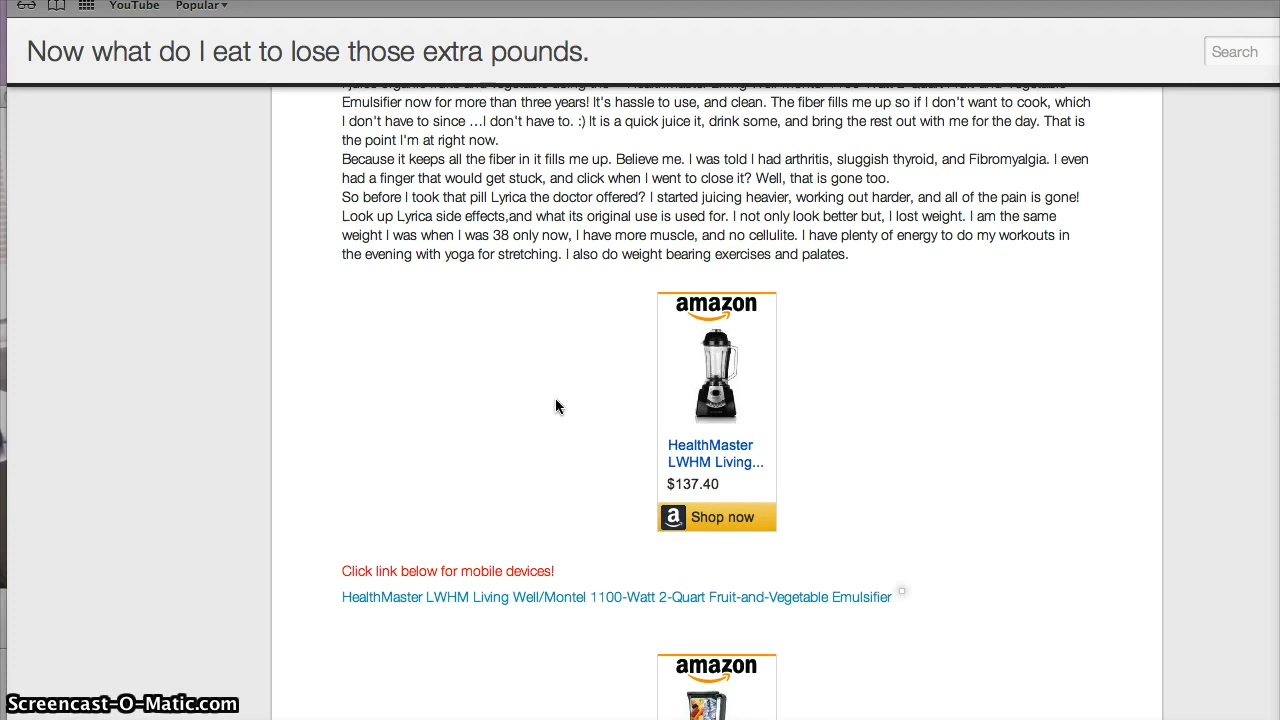 YouTube Popular▾
Now what do I eat to lose those extra pounds.
Search
Emulsifier now for more than three years! It's hassle to use, and clean. The fiber fills me up so if I don't want to cook, which
I don't have to since …I don't have to. :) It is a quick juice it, drink some, and bring the rest out with me for the day. That is
the point I'm at right now.
Because it keeps all the fiber in it fills me up. Believe me. I was told I had arthritis, sluggish thyroid, and Fibromyalgia. I even
had a finger that would get stuck, and click when I went to close it? Well, that is gone too.
So before I took that pill Lyrica the doctor offered? I started juicing heavier, working out harder, and all of the pain is gone!
Look up Lyrica side effects,and what its original use is used for. I not only look better but, I lost weight. I am the same
weight I was when I was 38 only now, I have more muscle, and no cellulite. I have plenty of energy to do my workouts in
the evening with yoga for stretching. I also do weight bearing exercises and palates.
amazon
HealthMaster
LWHM Living...
$137.40
a Shop now
Click link below for mobile devices!
HealthMaster LWHM Living Well/Montel 1100-Watt 2-Quart Fruit-and-Vegetable Emulsifier
amazon
Screencast-O-Matic.com